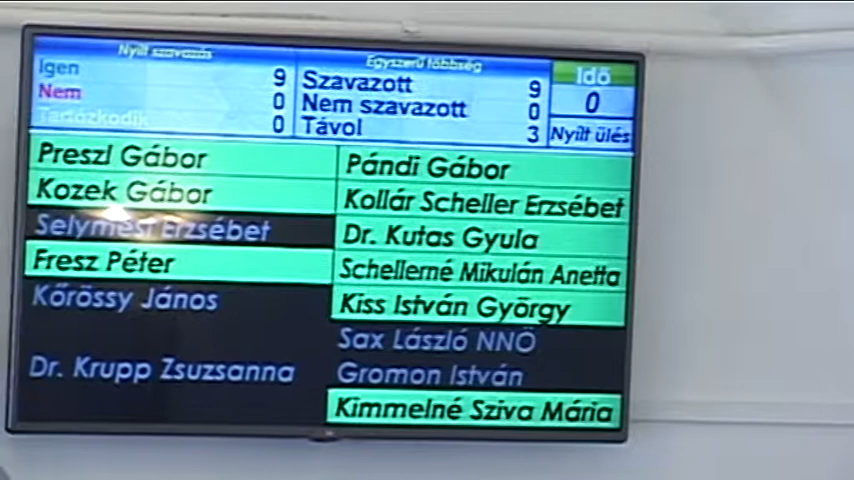 Nyílt szavazás
Igen 9
Nem 0
Tartózkodik 0
Egyszerű többség
Szavazott 9
Nem szavazott 0
Távol 3
Idő
0
Nyílt ülés
Preszl Gábor
Kozek Gábor
Selymesi Erzsébet
Fresz Péter
Kőrössy János
Dr. Krupp Zsuzsanna
Pándi Gábor
Kollár Scheller Erzsébet
Dr. Kutas Gyula
Schellerné Mikulán Anetta
Kiss István György
Sax László NNÖ
Gromon István
Kimmelné Sziva Mária